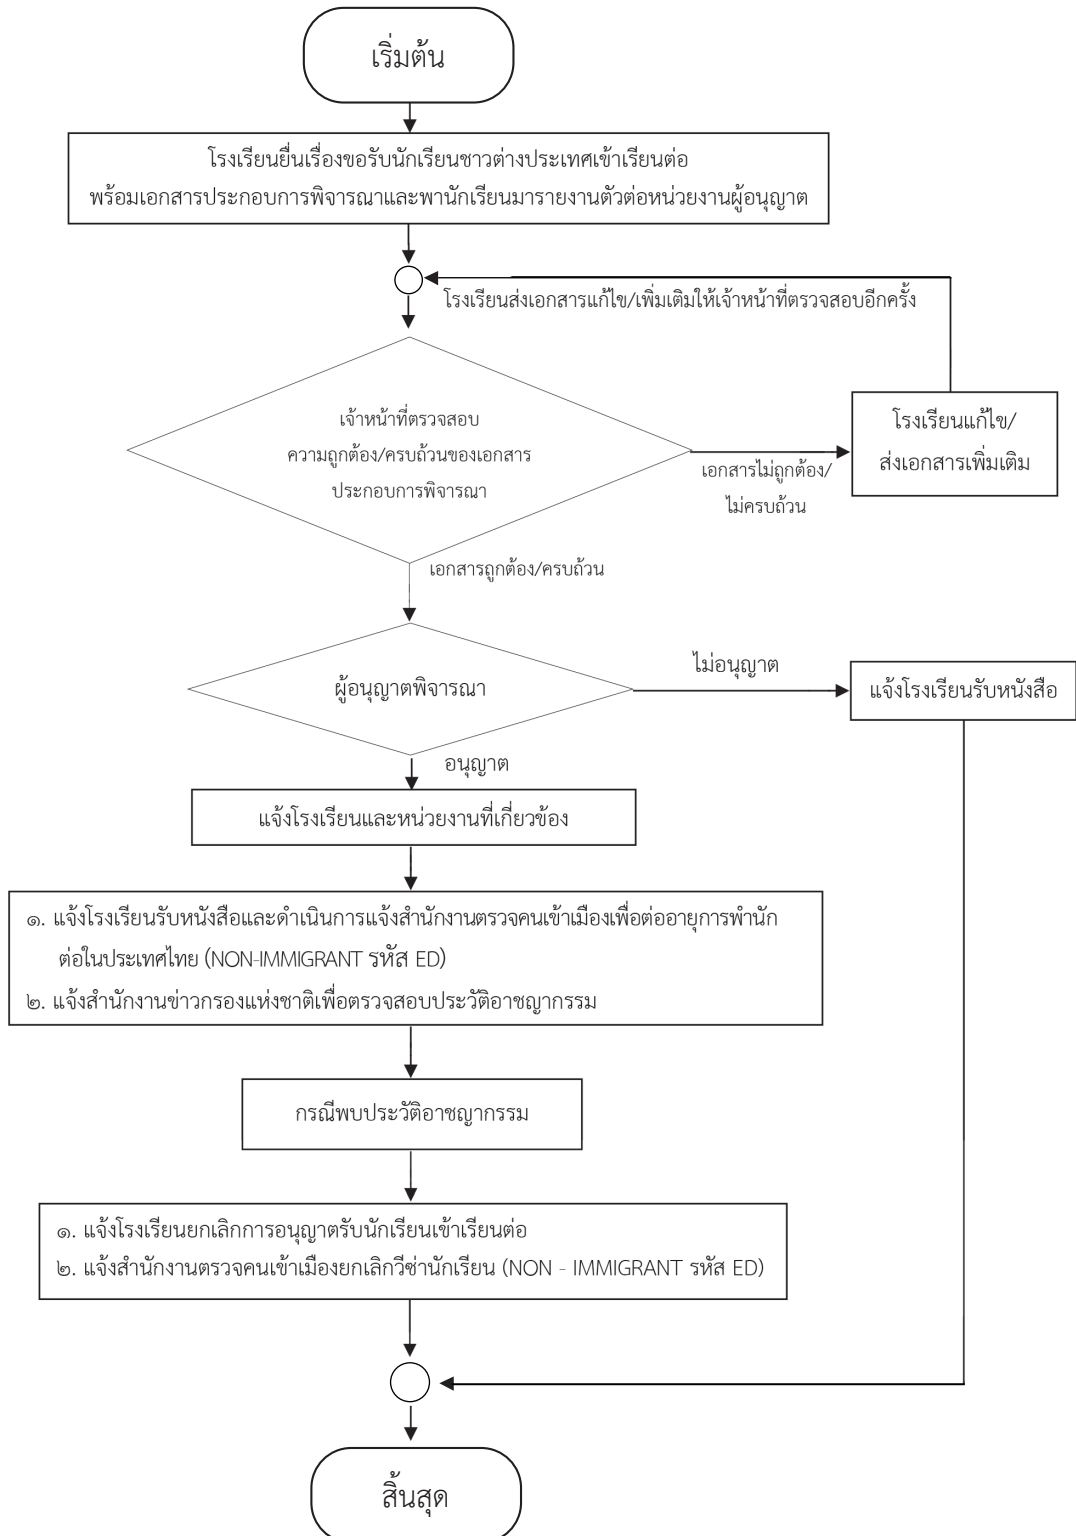 เริ่มต้น
โรงเรียนยื่นเรื่องขอรับนักเรียนชาวต่างประเทศเข้าเรียนต่อ
พร้อมเอกสารประกอบการพิจารณาและพานักเรียนมารายงานตัวต่อหน่วยงานผู้อนุญาต
โรงเรียนส่งเอกสารแก้ไข/เพิ่มเติมให้เจ้าหน้าที่ตรวจสอบอีกครั้ง
เจ้าหน้าที่ตรวจสอบ
ความถูกต้อง/ครบถ้วนของเอกสาร
ประกอบการพิจารณา
เอกสารไม่ถูกต้อง/
ไม่ครบถ้วน
โรงเรียนแก้ไข/
ส่งเอกสารเพิ่มเติม
เอกสารถูกต้อง/ครบถ้วน
ผู้อนุญาตพิจารณา
ไม่อนุญาต
แจ้งโรงเรียนรับหนังสือ
อนุญาต
แจ้งโรงเรียนและหน่วยงานที่เกี่ยวข้อง
๑. แจ้งโรงเรียนรับหนังสือและดำเนินการแจ้งสำนักงานตรวจคนเข้าเมืองเพื่อต่ออายุการพำนัก
ต่อในประเทศไทย (NON-IMMIGRANT รหัส ED)
๒. แจ้งสำนักงานข่าวกรองแห่งชาติเพื่อตรวจสอบประวัติอาชญากรรม
กรณีพบประวัติอาชญากรรม
๑. แจ้งโรงเรียนยกเลิกการอนุญาตรับนักเรียนเข้าเรียนต่อ
๒. แจ้งสำนักงานตรวจคนเข้าเมืองยกเลิกวีซ่านักเรียน (NON - IMMIGRANT รหัส ED)
สิ้นสุด